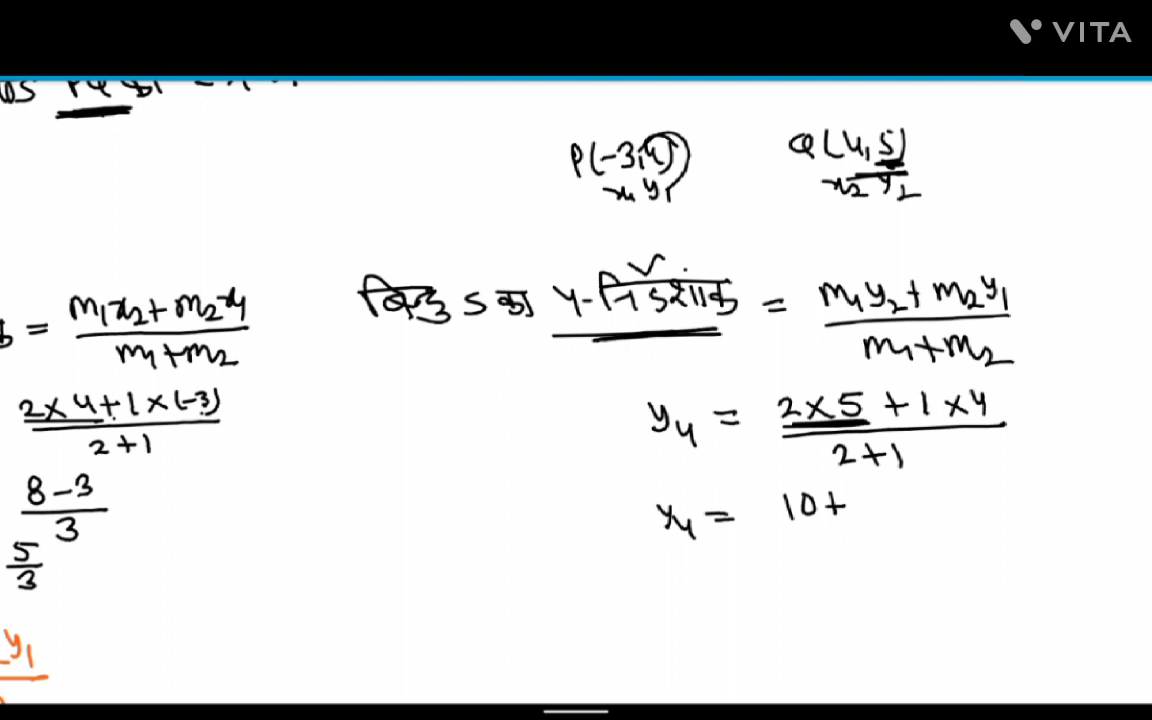 VITA
P(-3,4) Q(4,5)
x1 y1 x2 y2
= m1x2+m2x1 / m1+m2
बिन्दु S का y-निर्देशांक = m1y2+m2y1 / m1+m2
2×4+1×(-3) / 2+1
y4 = 2×5+1×4 / 2+1
8-3 / 3
y4 = 10+
5/3
y1